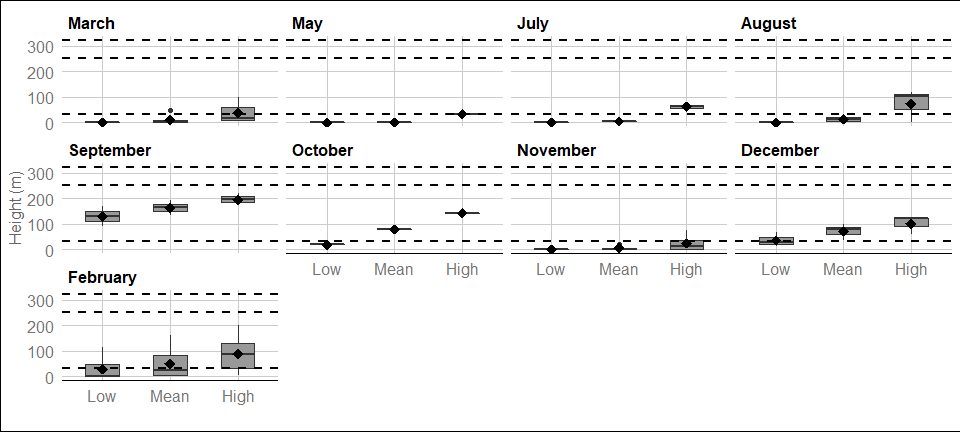 March May July August
300
200
100
0
September October November December
300
200
100
0
Height (m)
Low Mean High Low Mean High Low Mean High
February
300
200
100
0
Low Mean High